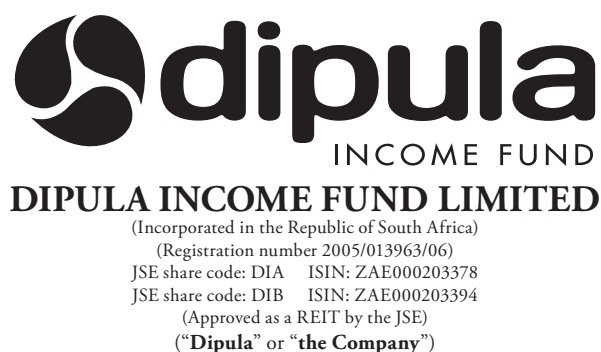 dipula
INCOME FUND
DIPULA INCOME FUND LIMITED
(Incorporated in the Republic of South Africa)
(Registration number 2005/013963/06)
JSE share code: DIA ISIN: ZAE000203378
JSE share code: DIB ISIN: ZAE000203394
(Approved as a REIT by the JSE)
(“Dipula” or “the Company”)